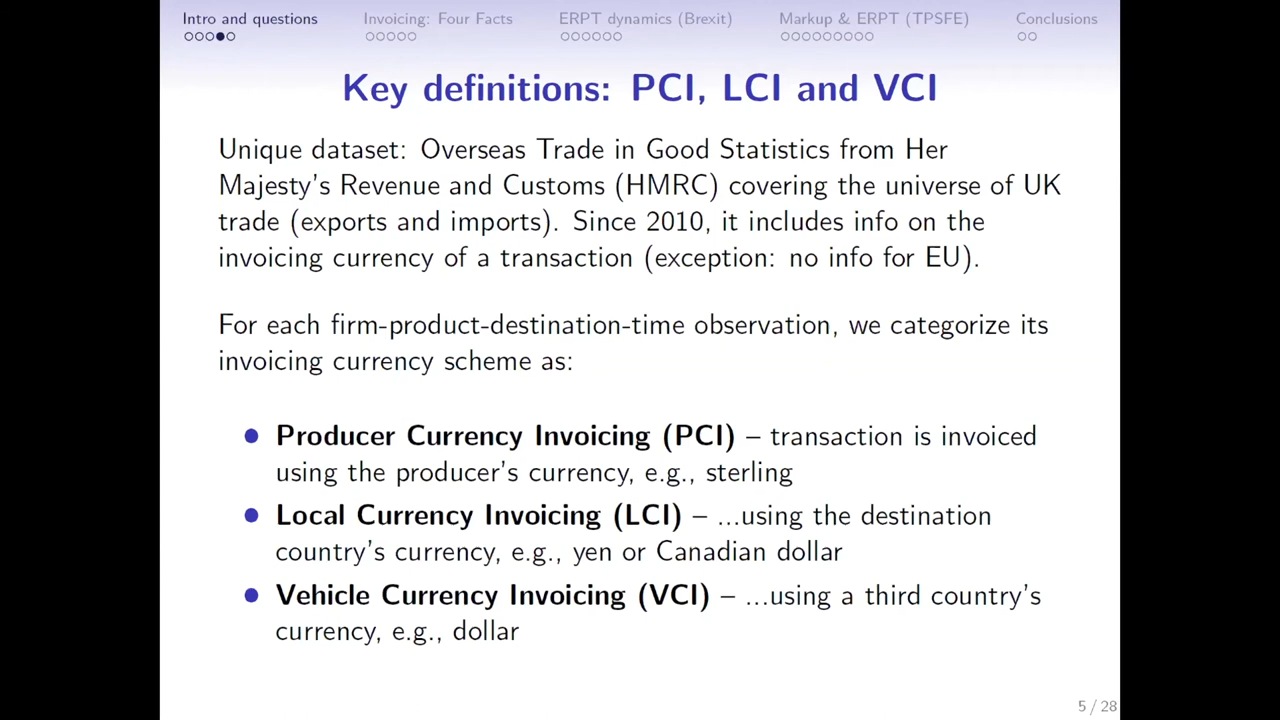 Intro and questions Invoicing: Four Facts ERPT dynamics (Brexit) Markup & ERPT (TPSFE) Conclusions
Key definitions: PCI, LCI and VCI
Unique dataset: Overseas Trade in Good Statistics from Her
Majesty's Revenue and Customs (HMRC) covering the universe of UK
trade (exports and imports). Since 2010, it includes info on the
invoicing currency of a transaction (exception: no info for EU).
For each firm-product-destination-time observation, we categorize its
invoicing currency scheme as:
Producer Currency Invoicing (PCI) – transaction is invoiced
using the producer's currency, e.g., sterling
Local Currency Invoicing (LCI) – ...using the destination
country's currency, e.g., yen or Canadian dollar
Vehicle Currency Invoicing (VCI) – ...using a third country's
currency, e.g., dollar
5 / 28